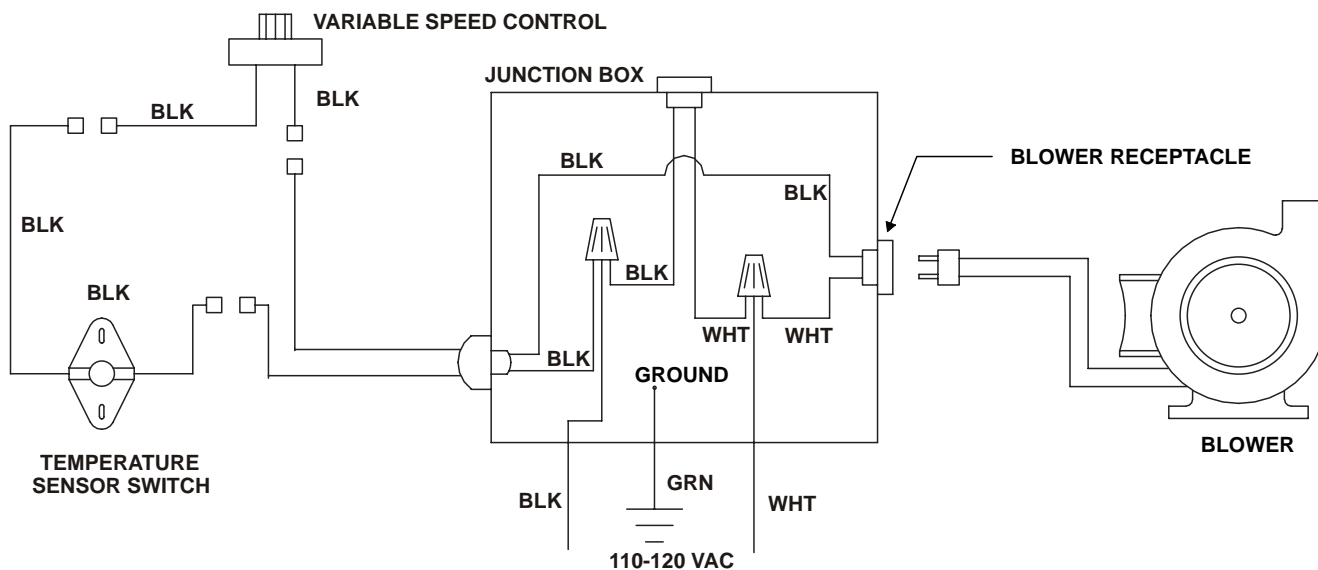 VARIABLE SPEED CONTROL
JUNCTION BOX
BLK
BLK
BLK
BLOWER RECEPTACLE
BLK
BLK
BLK
BLK
WHT
WHT
BLK
GROUND
BLOWER
TEMPERATURE
SENSOR SWITCH
GRN
BLK
WHT
110-120 VAC